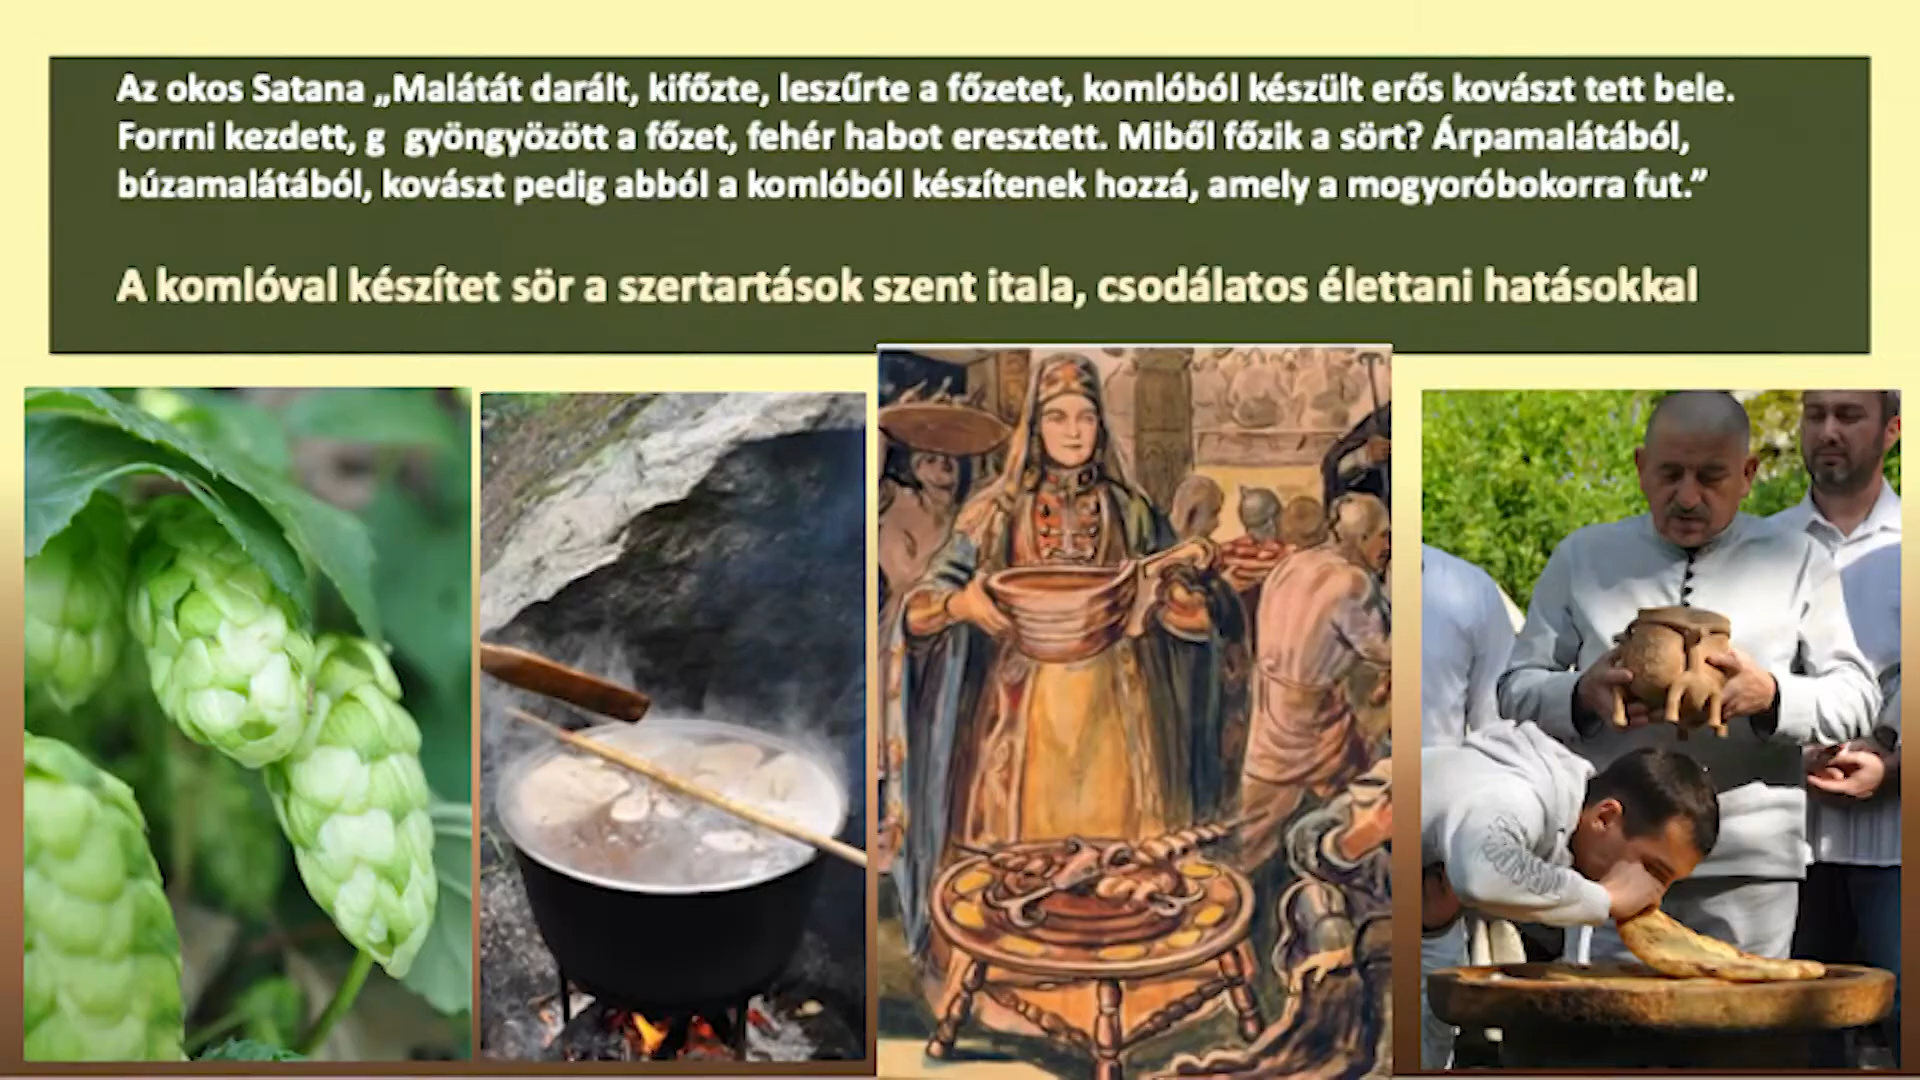 Az okos Satana „Malátát darált, kifőzte, leszűrte a főzetet, komlóból készült erős kovászt tett bele.
Forrni kezdett, g gyöngyözött a főzet, fehér habot eresztett. Miből főzik a sört? Árpamalátából,
búzamalátából, kovászt pedig abból a komlóból készítenek hozzá, amely a mogyoróbokorra fut.”
A komlóval készítet sör a szertartások szent itala, csodálatos élettani hatásokkal